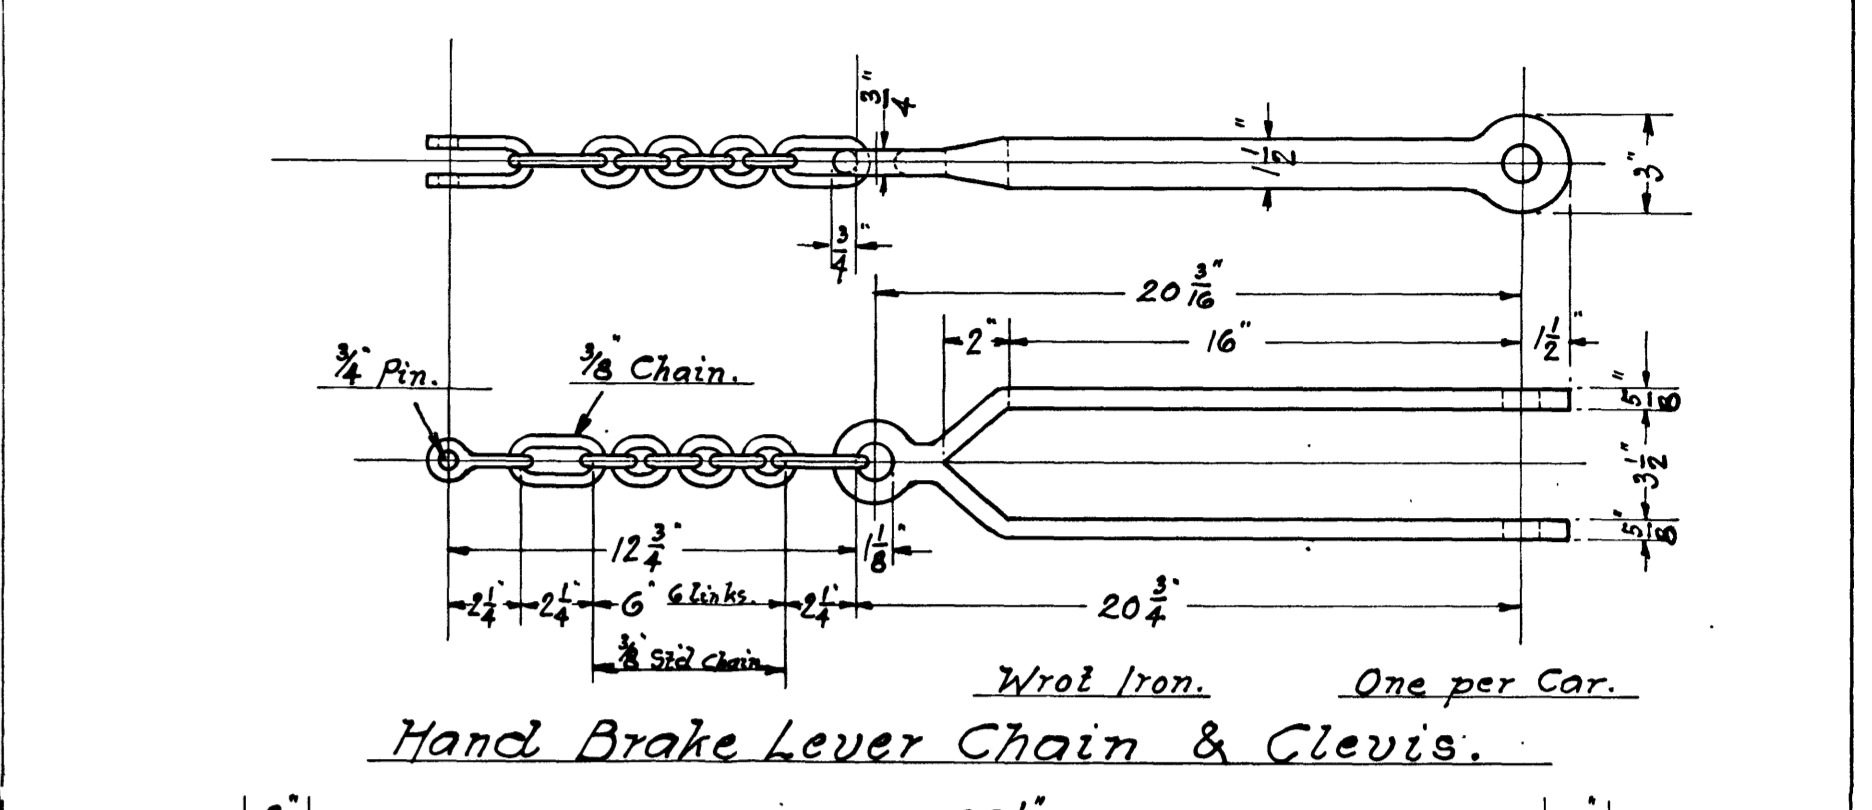 3/4"
1 1/2"
3"
3/4"
20 3/16"
2" 16" 1 1/2"
3/4" Pin. 3/8" Chain.
5/8"
3 1/2"
5/8"
12 3/4" 1 1/8"
2 1/4" 2 1/4" 6" 6 links. 2 1/4" 20 3/4"
3/8" Std Chain
Wrot Iron. One per Car.
Hand Brake Lever Chain & Clevis.